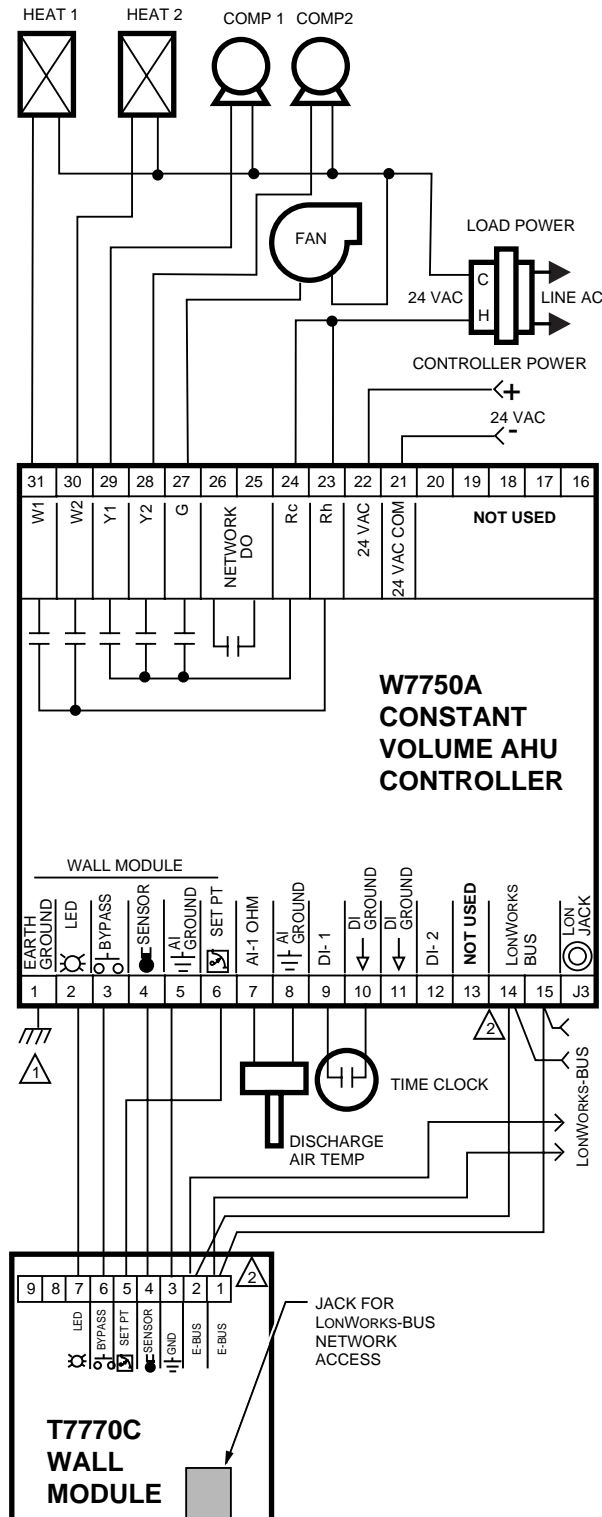 HEAT 1 HEAT 2 COMP 1 COMP2
FAN
LOAD POWER
C
24 VAC
LINE AC
H
CONTROLLER POWER
+
24 VAC
-
31 30 29 28 27 26 25 24 23 22 21 20 19 18 17 16
W1
W2
Y1
Y2
G
NETWORK
DO
Rc
Rh
24 VAC
24 VAC COM
NOT USED
W7750A
CONSTANT
VOLUME AHU
CONTROLLER
WALL MODULE
EARTH
GROUND
LED
BYPASS
SENSOR
AI
GROUND
SET PT
AI-1 OHM
AI
GROUND
DI- 1
DI
GROUND
DI
GROUND
DI- 2
NOT USED
LONWORKS
BUS
LON
JACK
1 2 3 4 5 6 7 8 9 10 11 12 13 14 15 J3
2
1
TIME CLOCK
DISCHARGE
AIR TEMP
LONWORKS-BUS
2
9 8 7 6 5 4 3 2 1
LED
BYPASS
SET PT
SENSOR
GND
E-BUS
E-BUS
JACK FOR
LONWORKS-BUS
NETWORK
ACCESS
T7770C
WALL
MODULE